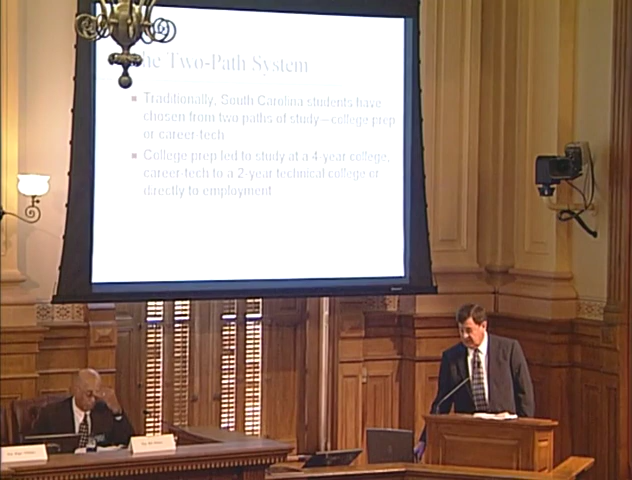 The Two-Path System
Traditionally, South Carolina students have
chosen from two paths of study—college prep
or career-tech
College prep led to study at a 4-year college,
career-tech to a 2-year technical college or
directly to employment